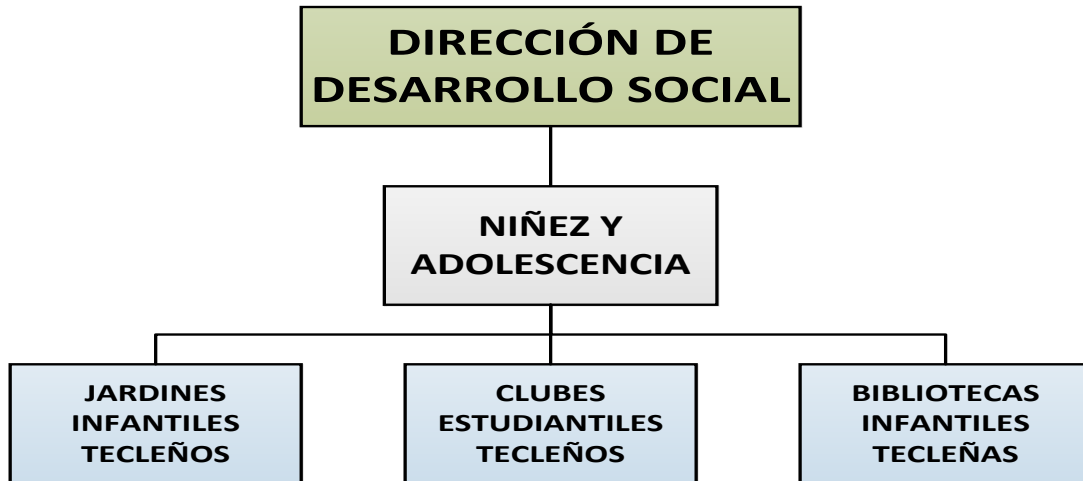 DIRECCIÓN DE
DESARROLLO SOCIAL
NIÑEZ Y
ADOLESCENCIA
JARDINES
INFANTILES
TECLEÑOS
CLUBES
ESTUDIANTILES
TECLEÑOS
BIBLIOTECAS
INFANTILES
TECLEÑAS